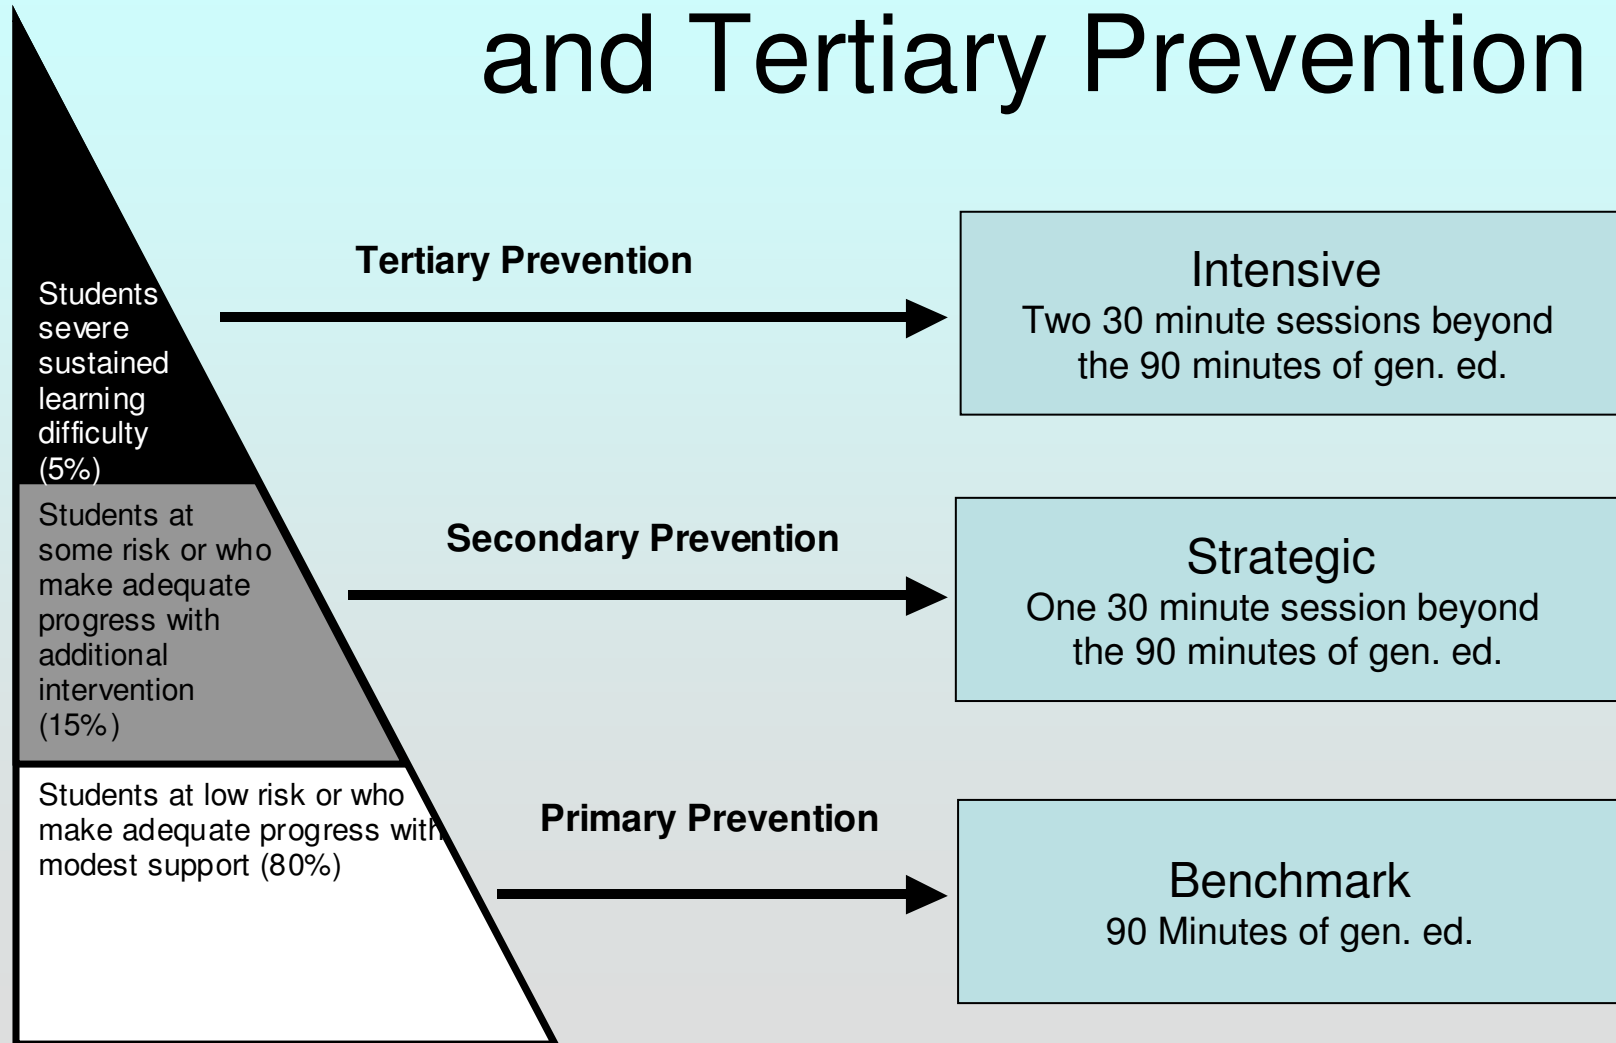 and Tertiary Prevention
Students
severe
sustained
learning
difficulty
(5%)
Tertiary Prevention
Intensive
Two 30 minute sessions beyond
the 90 minutes of gen. ed.
Students at
some risk or who
make adequate
progress with
additional
intervention
(15%)
Secondary Prevention
Strategic
One 30 minute session beyond
the 90 minutes of gen. ed.
Students at low risk or who
make adequate progress with
modest support (80%)
Primary Prevention
Benchmark
90 Minutes of gen. ed.